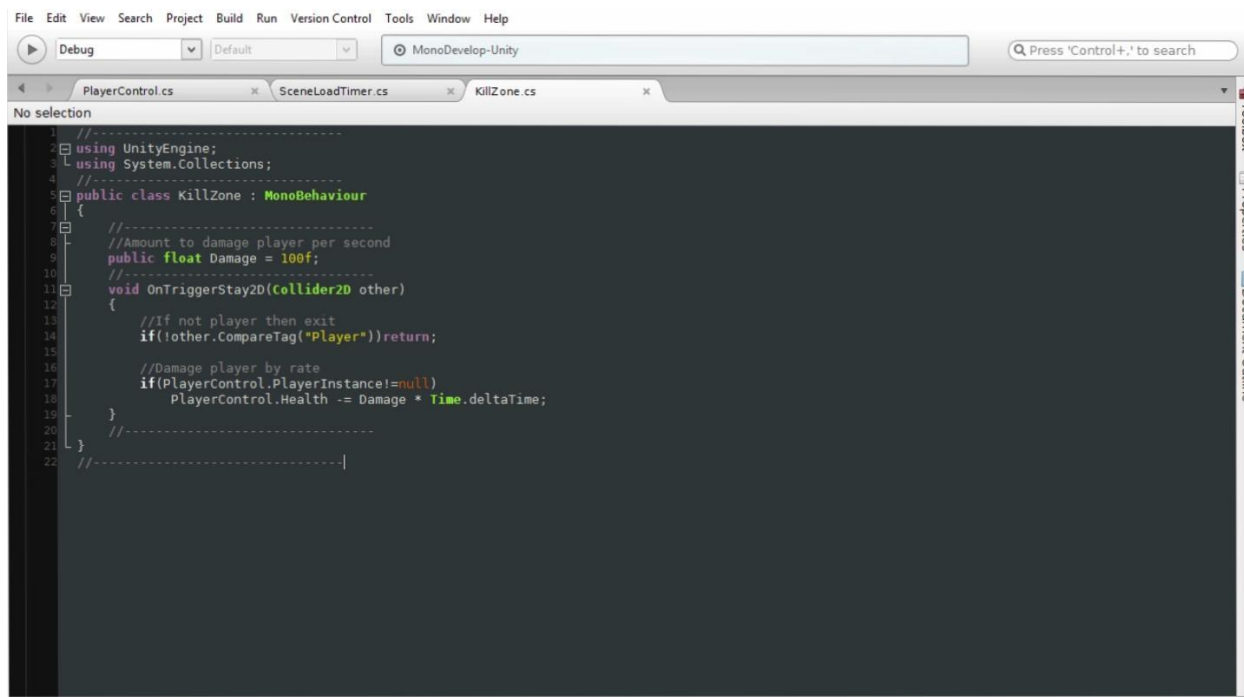 File Edit View Search Project Build Run Version Control Tools Window Help
Debug Default MonoDevelop-Unity Press 'Control+,' to search
PlayerControl.cs SceneLoadTimer.cs KillZone.cs
No selection
1 //--------------------------------
2 using UnityEngine;
3 using System.Collections;
4 //--------------------------------
5 public class KillZone : MonoBehaviour
6 {
7 //--------------------------------
8 //Amount to damage player per second
9 public float Damage = 100f;
10 //--------------------------------
11 void OnTriggerStay2D(Collider2D other)
12 {
13 //If not player then exit
14 if(!other.CompareTag("Player"))return;
15
16 //Damage player by rate
17 if(PlayerControl.PlayerInstance!=null)
18 PlayerControl.Health -= Damage * Time.deltaTime;
19 }
20 //--------------------------------
21 }
22 //--------------------------------